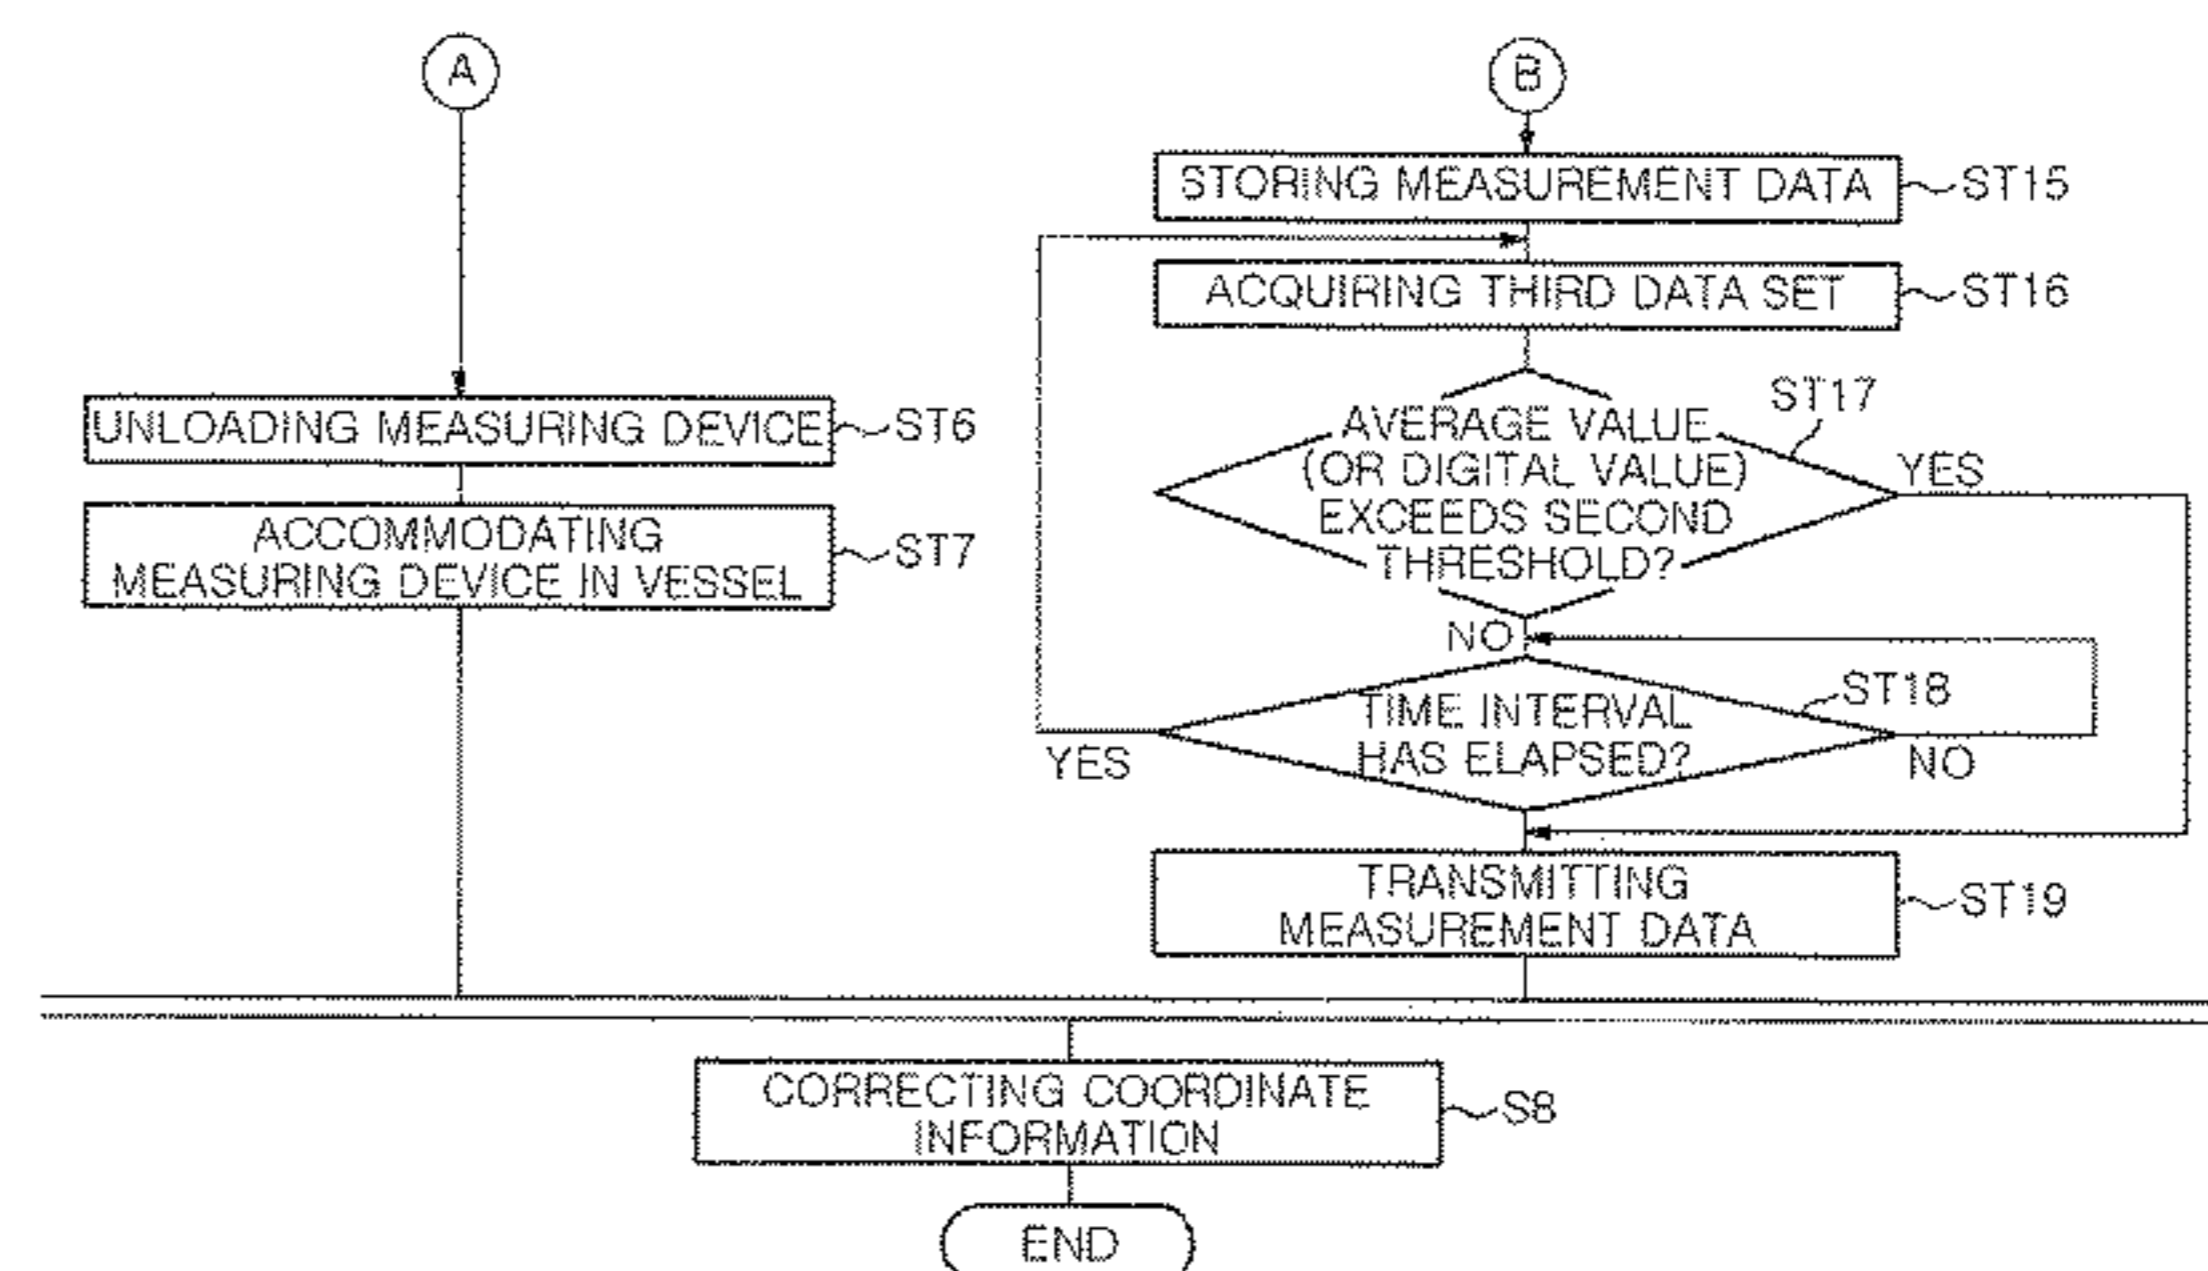 A
UNLOADING MEASURING DEVICE
ST6
ACCOMMODATING
MEASURING DEVICE IN VESSEL
ST7
B
STORING MEASUREMENT DATA
ST15
ACQUIRING THIRD DATA SET
ST16
AVERAGE VALUE
(OR DIGITAL VALUE)
EXCEEDS SECOND
THRESHOLD?
ST17
YES
NO
TIME INTERVAL
HAS ELAPSED?
ST18
YES
NO
TRANSMITTING
MEASUREMENT DATA
ST19
CORRECTING COORDINATE
INFORMATION
S8
END